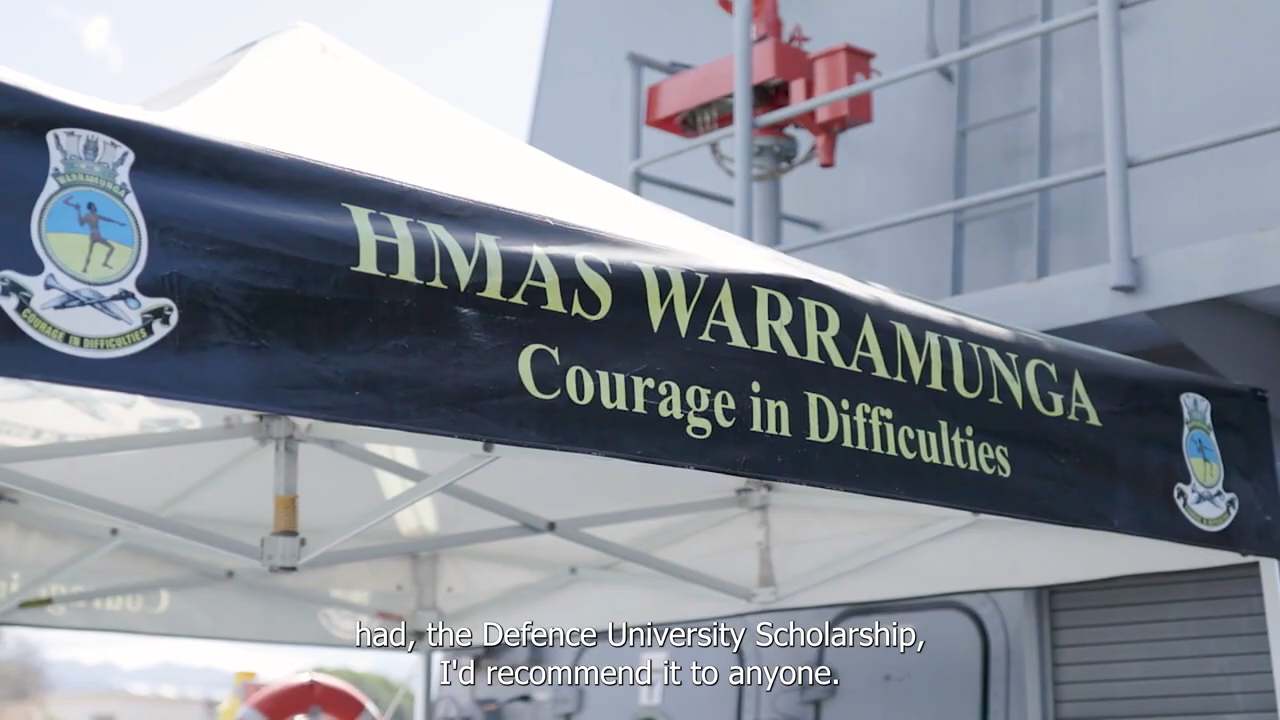 WARRAMUNGA
COURAGE IN DIFFICULTIES
HMAS WARRAMUNGA
Courage in Difficulties
had, the Defence University Scholarship,
I'd recommend it to anyone.